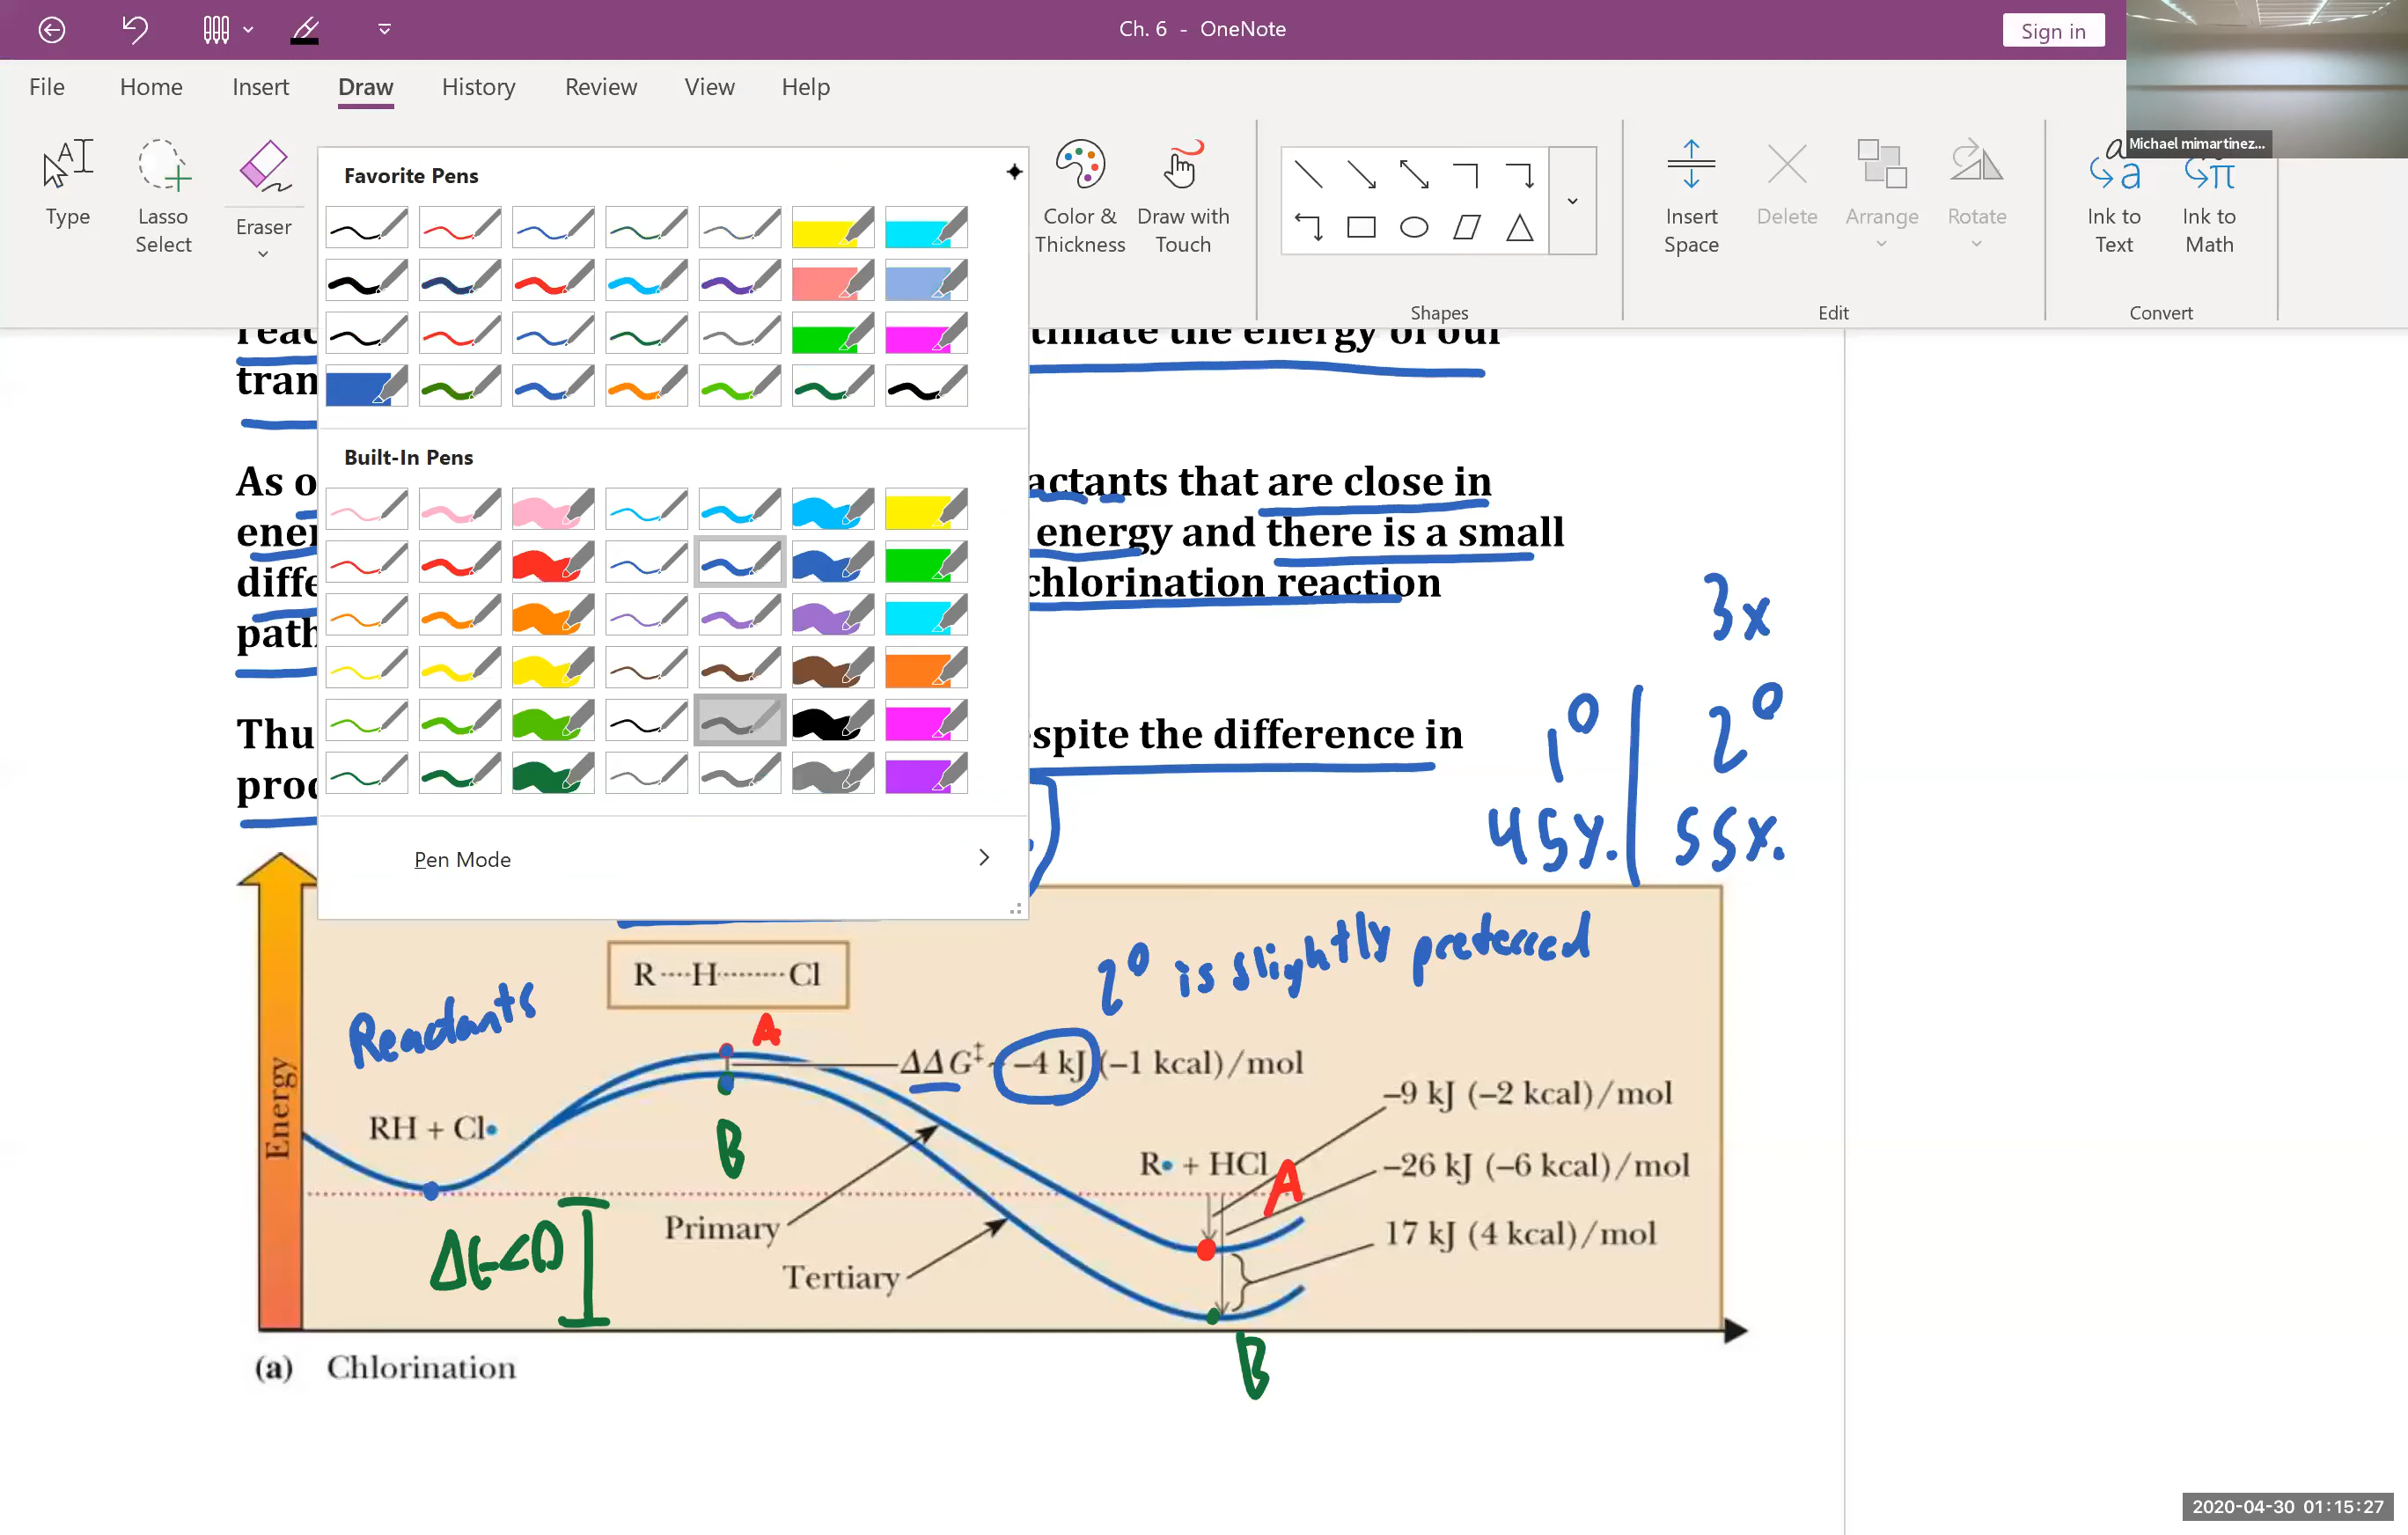 Ch. 6 - OneNote
Sign in
File Home Insert Draw History Review View Help
Michael mimartinez...
Type
Lasso Select
Eraser
Favorite Pens
Color & Thickness
Draw with Touch
Insert Space
Delete
Arrange
Rotate
Ink to Text
Ink to Math
Shapes
Edit
Convert
Built-In Pens
Pen Mode
timate the energy of our
tran
As o
actants that are close in
ener
energy and there is a small
diffe
chlorination reaction
path
3x
Thu
spite the difference in
1° 2°
proc
45%. 55%.
R····H········Cl
2° is slightly preferred
Reactants
A
ΔΔG‡
–4 kJ (–1 kcal)/mol
B
–9 kJ (–2 kcal)/mol
RH + Cl•
Energy
R• + HCl
A
–26 kJ (–6 kcal)/mol
Primary
17 kJ (4 kcal)/mol
Tertiary
B
(a) Chlorination
2020-04-30 01:15:27